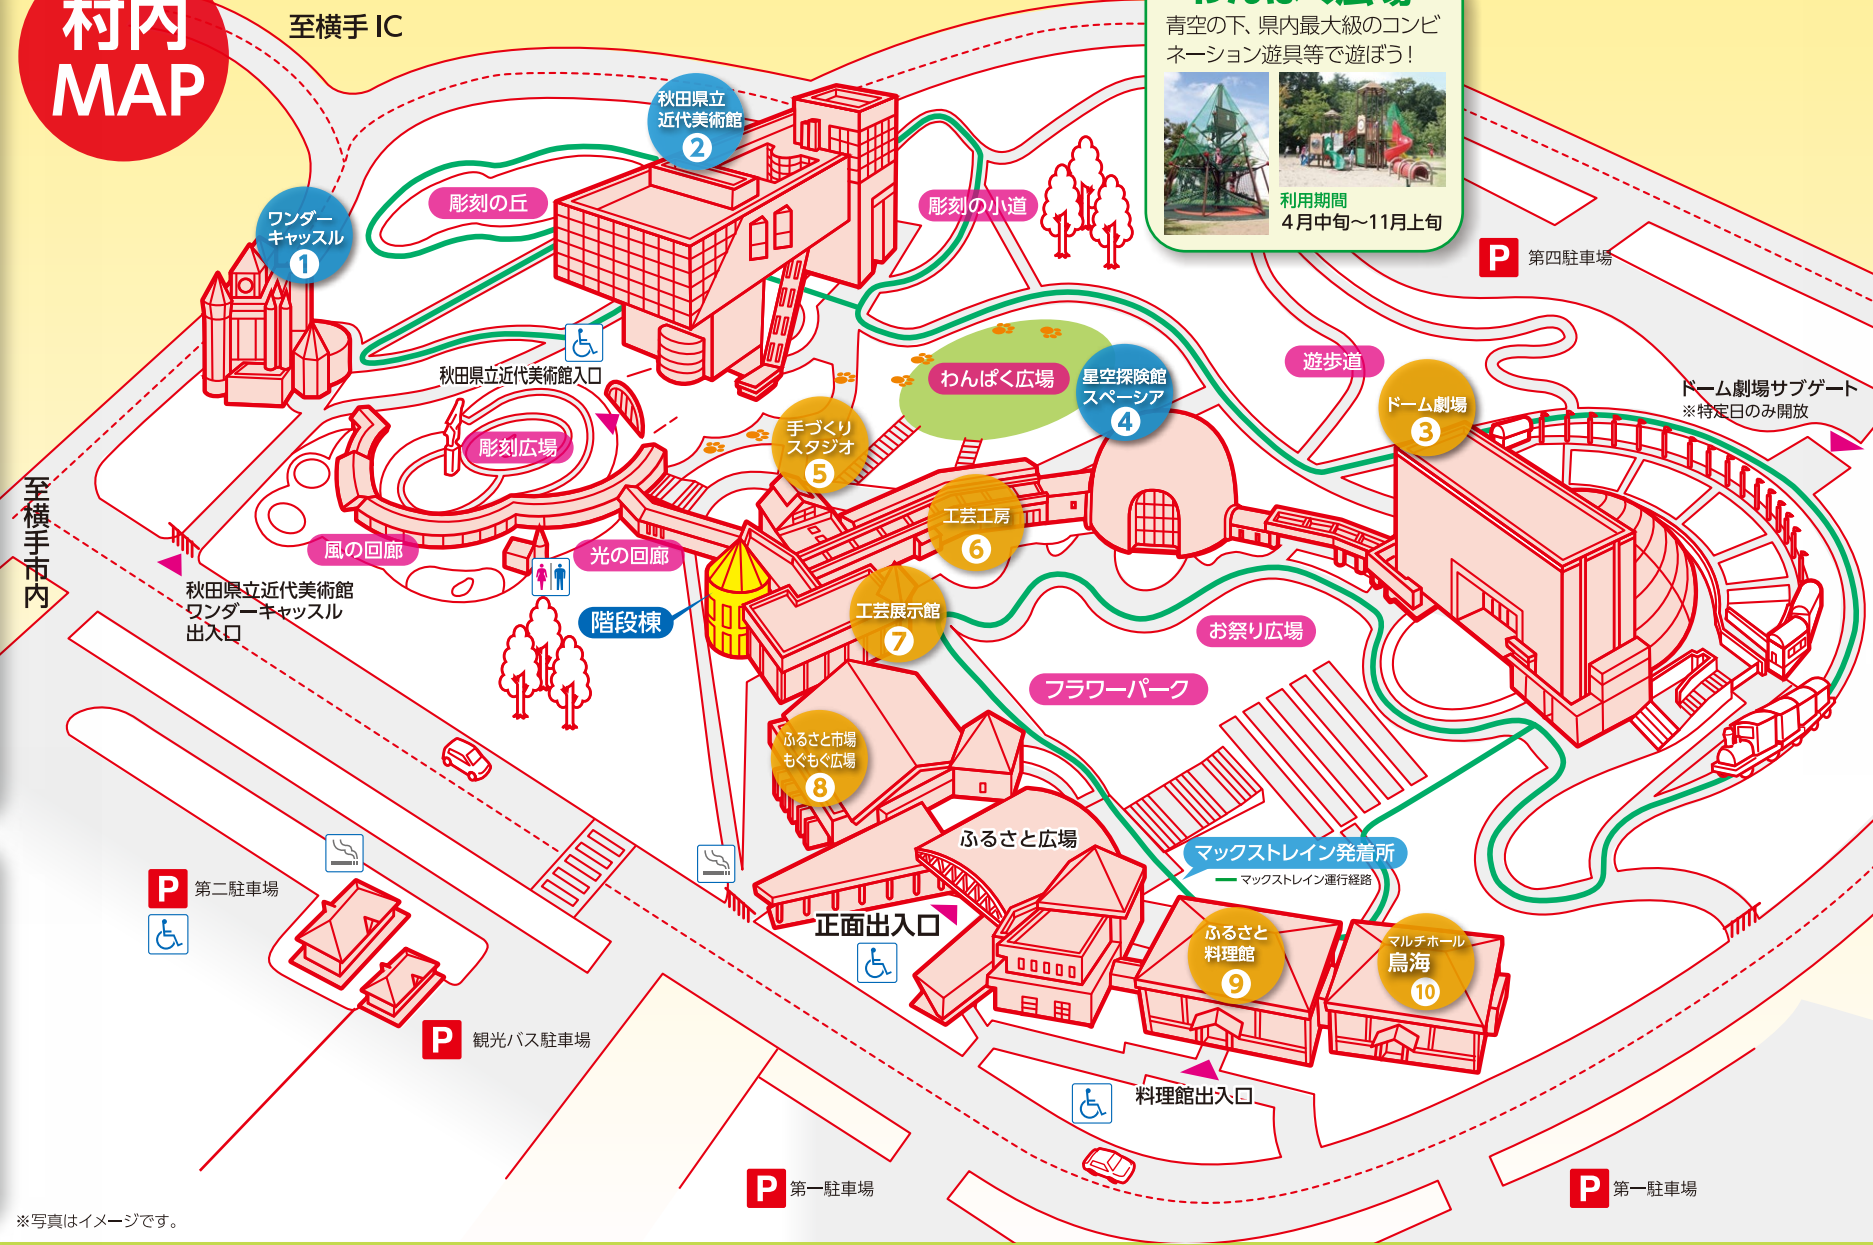 村内
MAP
至横手 IC
青空の下、県内最大級のコンビ
ネーション遊具等で遊ぼう!
利用期間
4月中旬〜11月上旬
秋田県立
近代美術館
2
ワンダー
キャッスル
1
彫刻の丘
彫刻の小道
P 第四駐車場
秋田県立近代美術館入口
わんぱく広場
星空探険館
スペーシア
4
遊歩道
ドーム劇場
3
ドーム劇場サブゲート
※特定日のみ開放
彫刻広場
手づくり
スタジオ
5
至横手市内
工芸工房
6
風の回廊
光の回廊
秋田県立近代美術館
ワンダーキャッスル
出入口
階段棟
工芸展示館
7
お祭り広場
フラワーパーク
ふるさと市場
もぐもぐ広場
8
ふるさと広場
マックストレイン発着所
マックストレイン運行経路
P 第二駐車場
正面出入口
ふるさと
料理館
9
マルチホール
鳥海
10
P 観光バス駐車場
料理館出入口
P 第一駐車場
P 第一駐車場
※写真はイメージです。